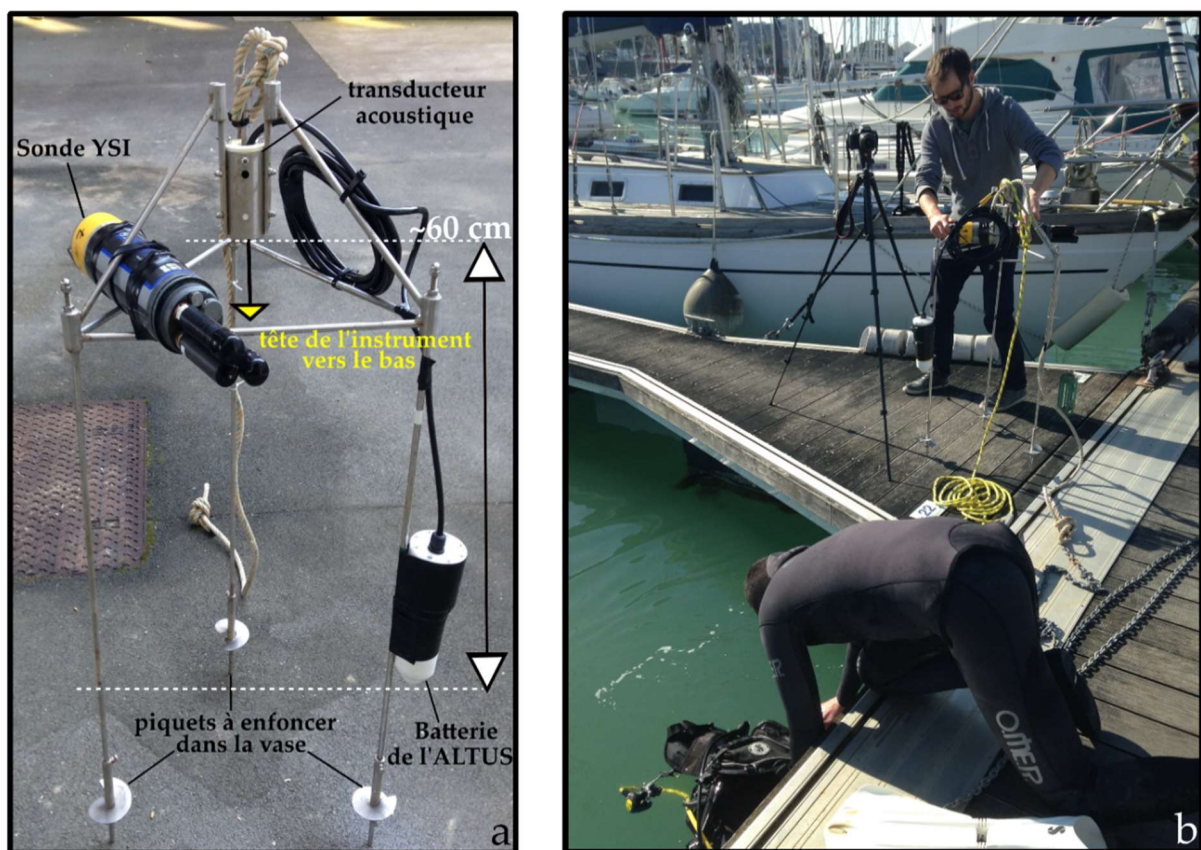 transducteur
acoustique
Sonde YSI
~60 cm
tête de l'instrument
vers le bas
piquets à enfoncer
dans la vase
Batterie
de l'ALTUS
a
22
OMER
b